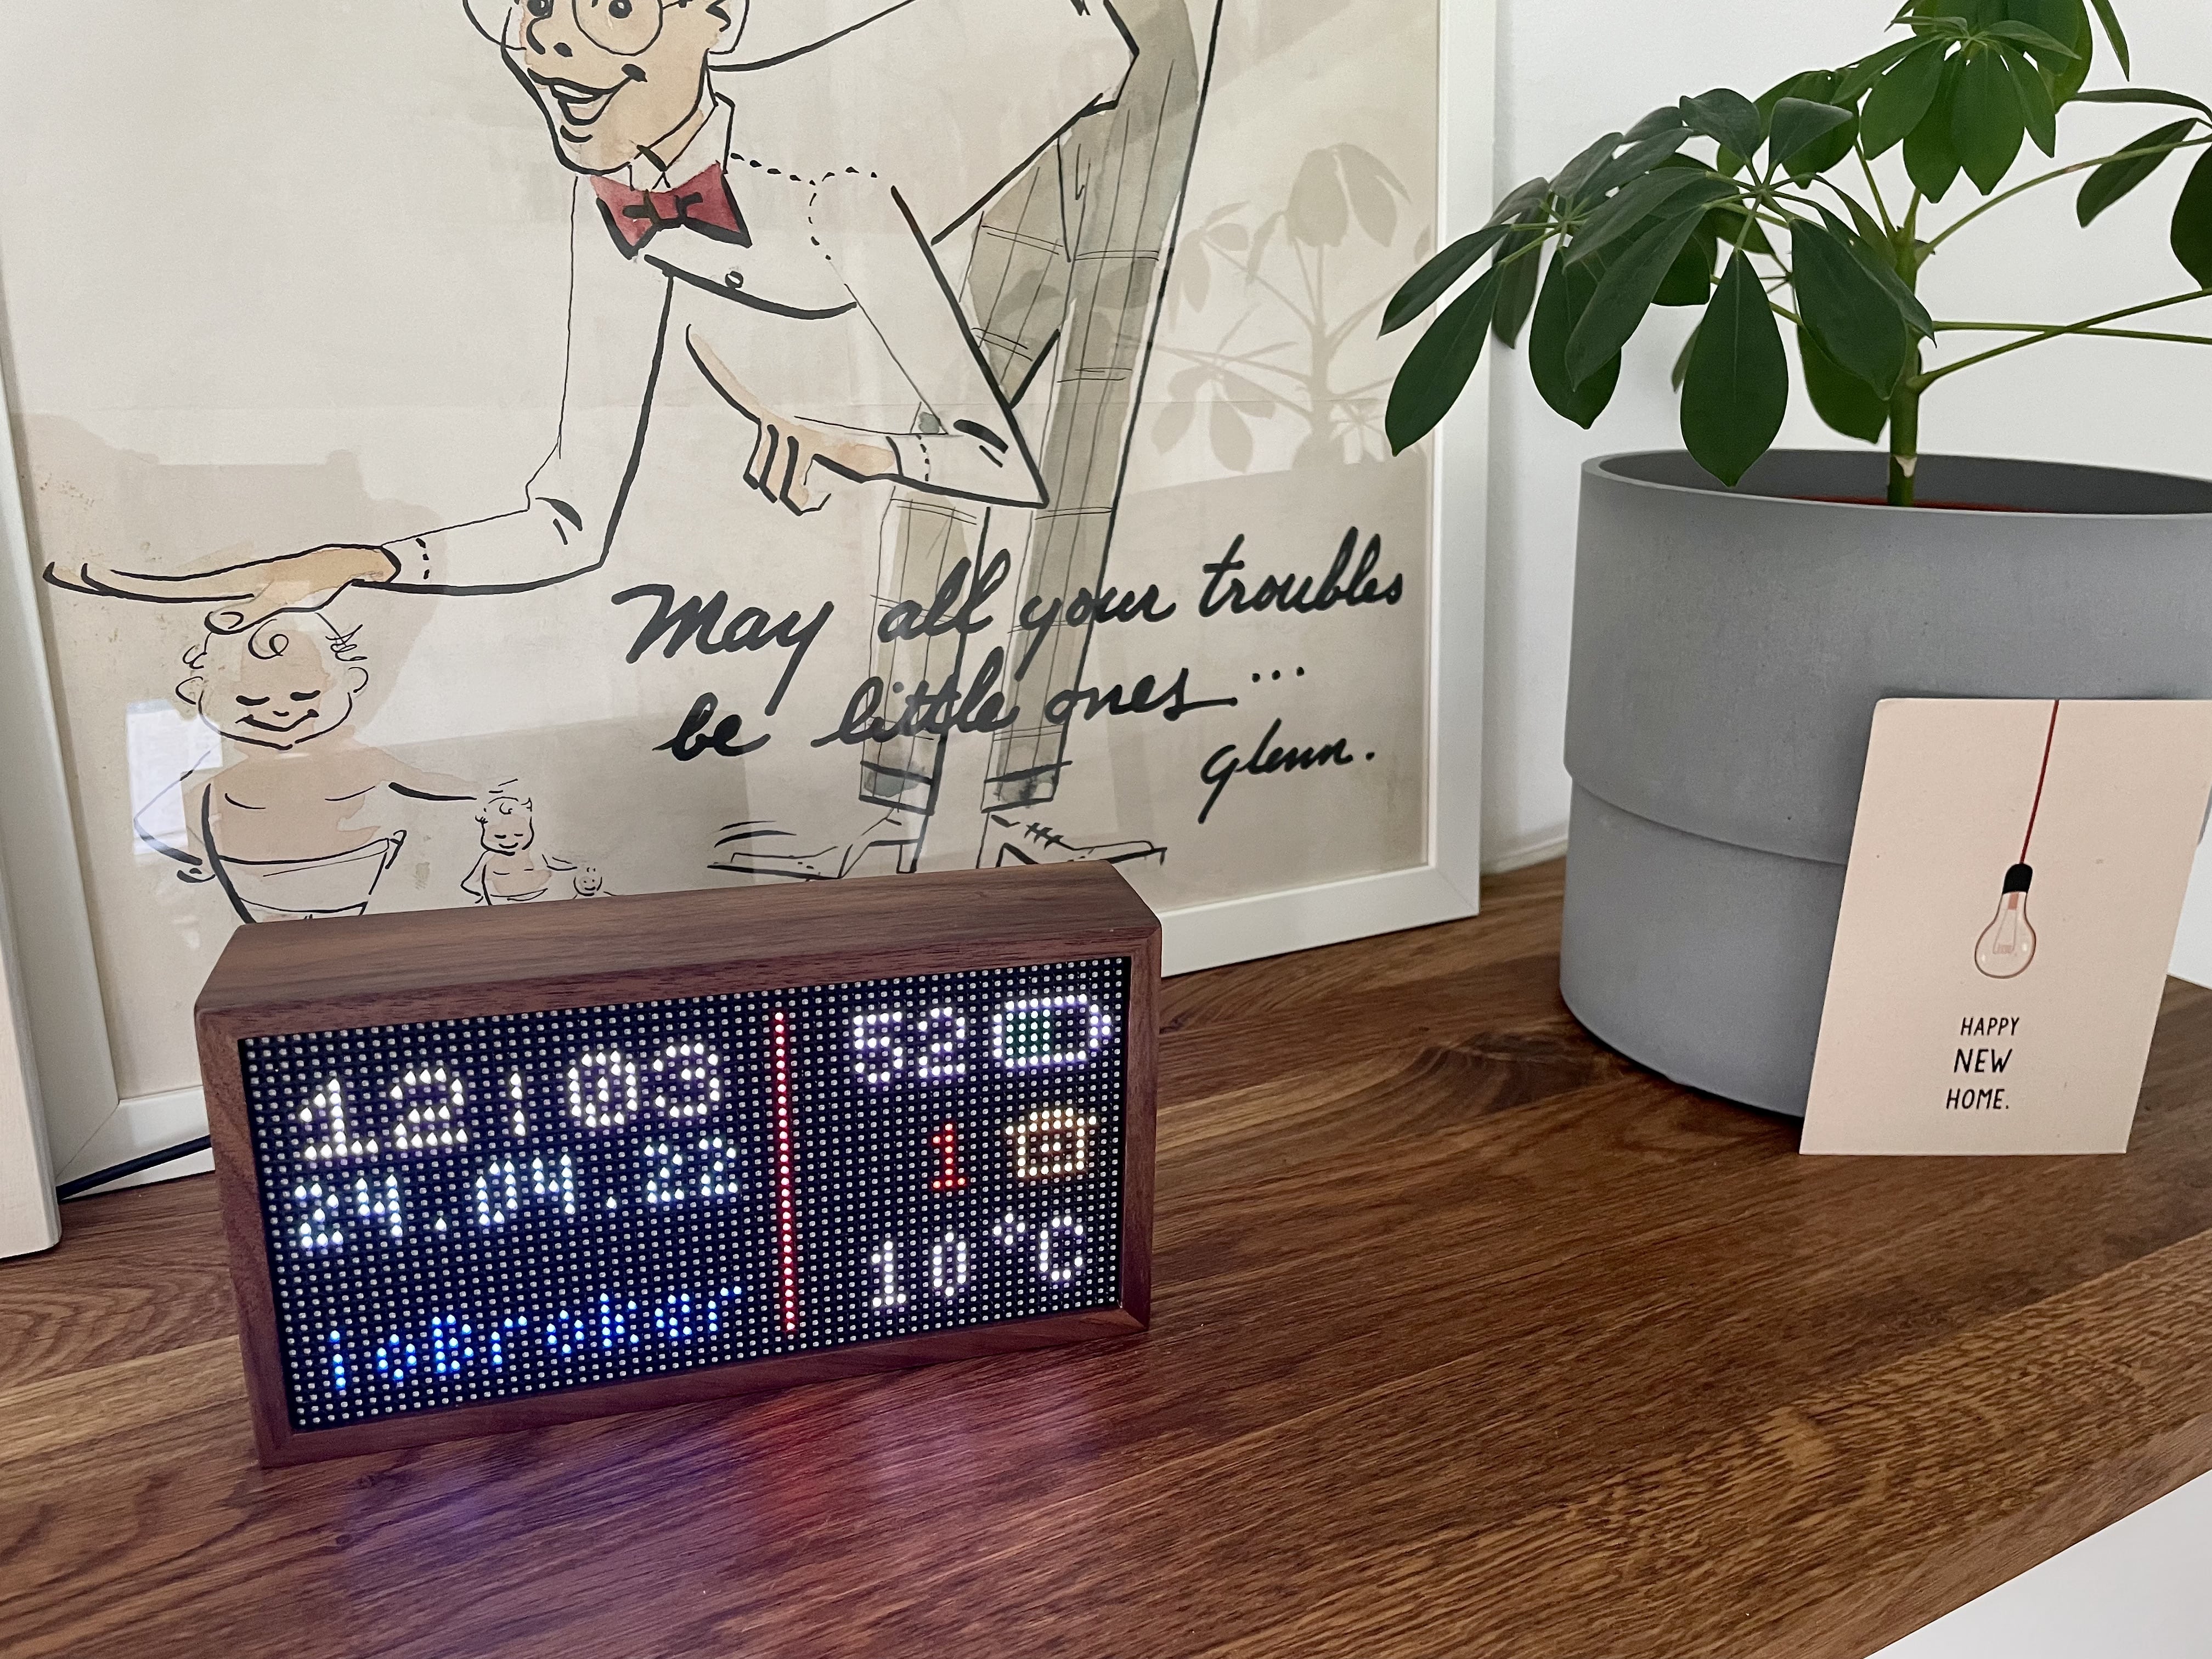 May all your troubles
be little ones...
Glenn.
12:03
24.04.22
52
1
10°C
HAPPY
NEW
HOME.